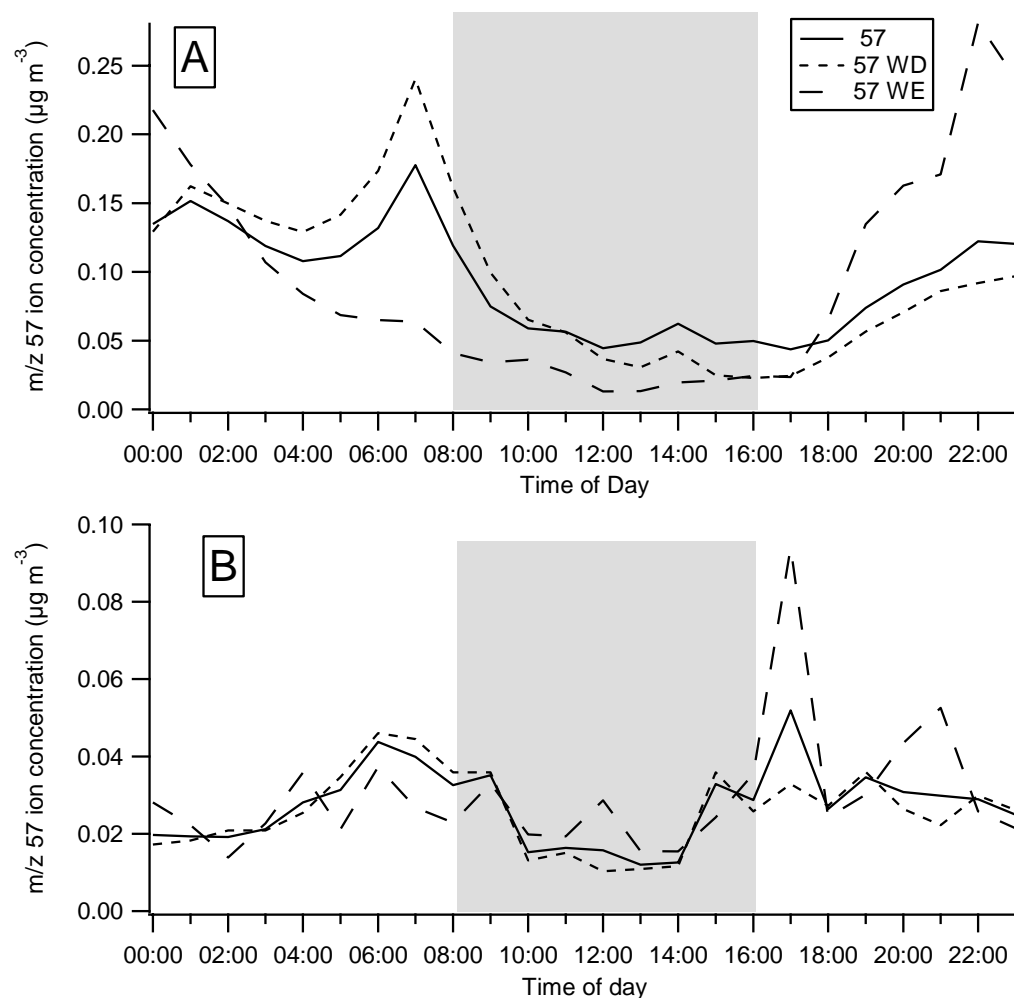 A
57
57 WD
57 WE
m/z 57 ion concentration (µg m⁻³)
0.25
0.20
0.15
0.10
0.05
0.00
00:00 02:00 04:00 06:00 08:00 10:00 12:00 14:00 16:00 18:00 20:00 22:00
Time of Day
B
m/z 57 ion concentration (µg m⁻³)
0.10
0.08
0.06
0.04
0.02
0.00
00:00 02:00 04:00 06:00 08:00 10:00 12:00 14:00 16:00 18:00 20:00 22:00
Time of day